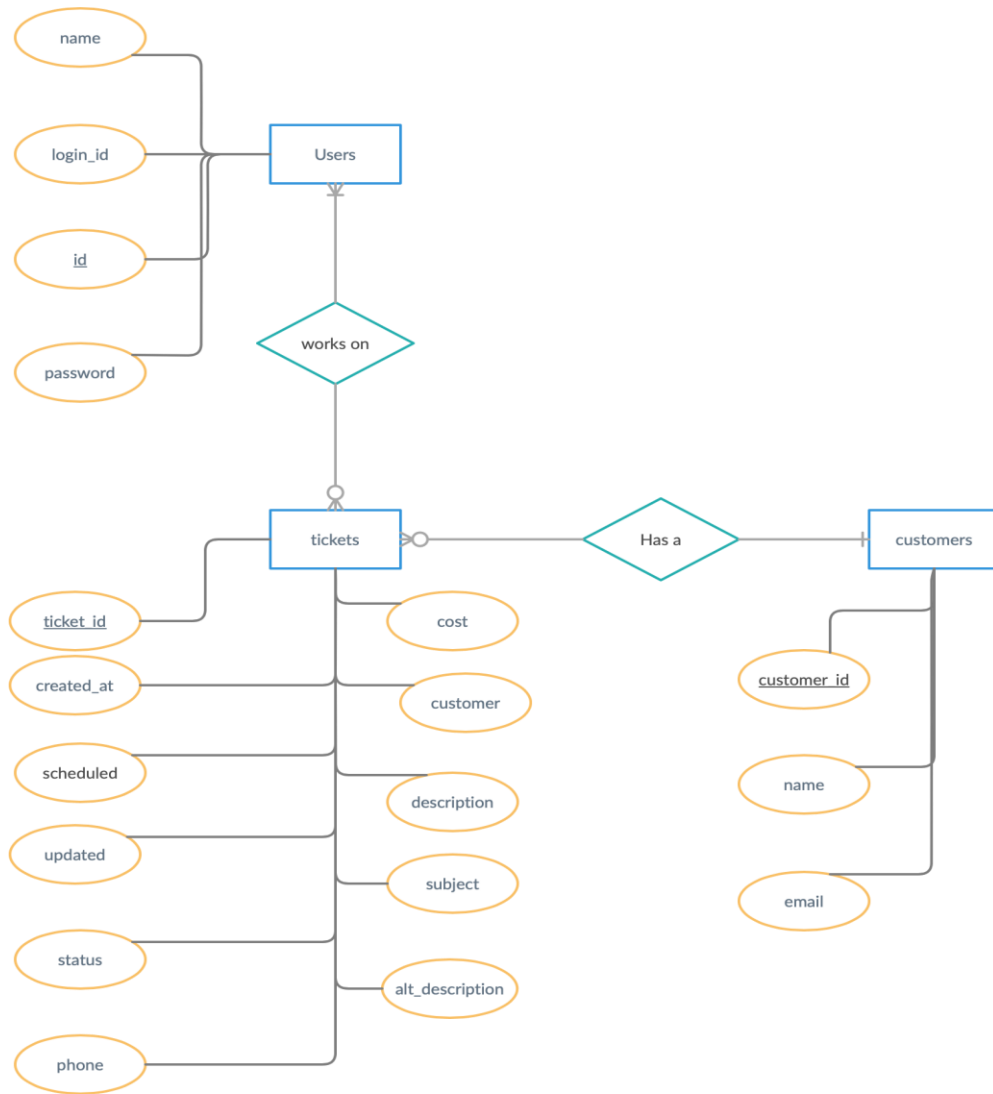 name
login_id
Users
id
works on
password
tickets
Has a
customers
ticket_id
cost
created_at
customer
customer_id
scheduled
description
name
updated
subject
email
status
alt_description
phone